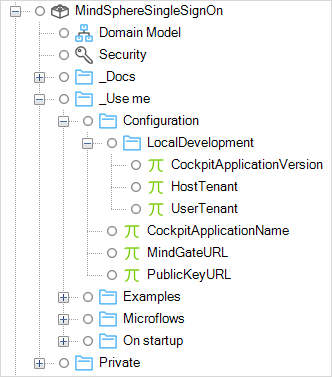 MindSphereSingleSignOn
Domain Model
Security
_Docs
_Use me
Configuration
LocalDevelopment
CockpitApplicationVersion
HostTenant
UserTenant
CockpitApplicationName
MindGateURL
PublicKeyURL
Examples
Microflows
On startup
Private